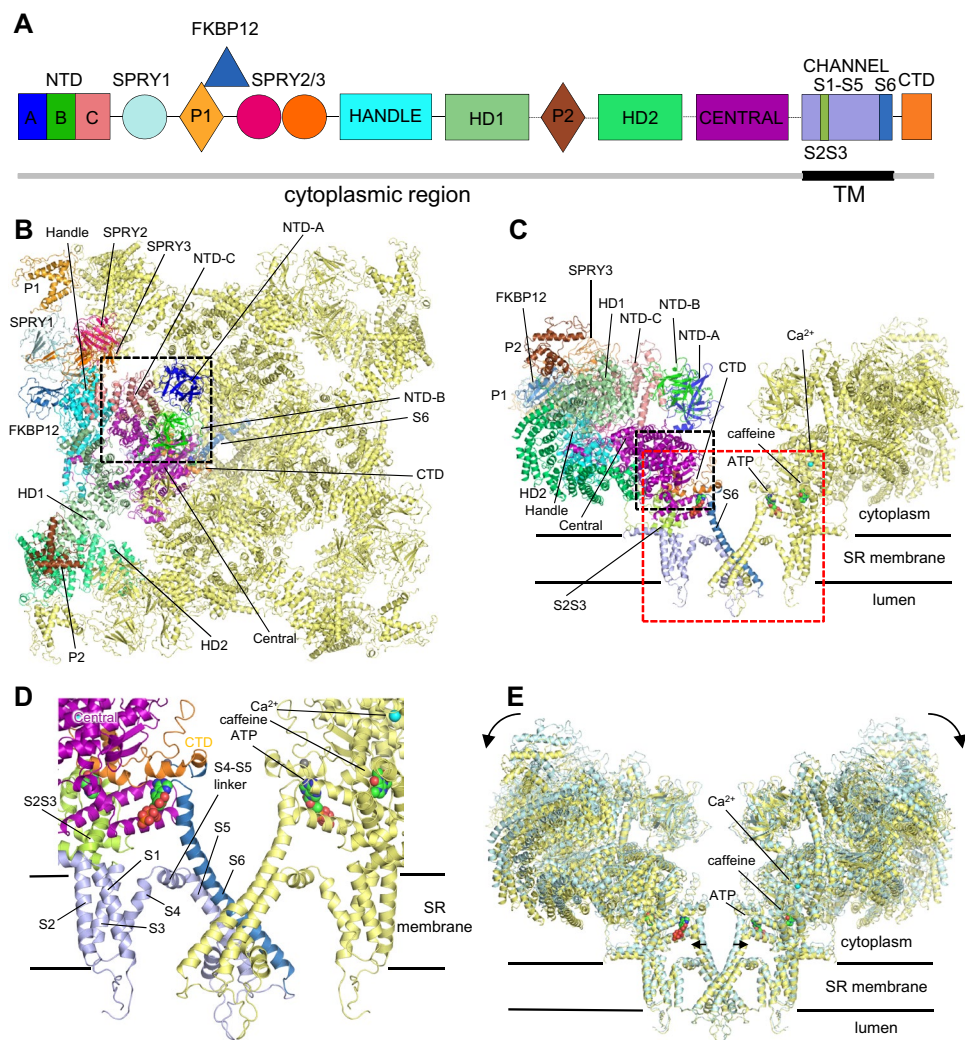 A
FKBP12
NTD
SPRY1
SPRY2/3
CHANNEL
S1-S5
S6
CTD
A
B
C
P1
HANDLE
HD1
P2
HD2
CENTRAL
S2S3
cytoplasmic region
TM
B
Handle
SPRY2
SPRY3
NTD-C
NTD-A
P1
SPRY1
FKBP12
NTD-B
S6
CTD
HD1
P2
HD2
Central
C
SPRY3
FKBP12
HD1
NTD-C
NTD-B
NTD-A
Ca²⁺
P2
CTD
P1
caffeine
ATP
HD2
Handle
Central
S6
cytoplasm
SR membrane
S2S3
lumen
D
Central
Ca²⁺
caffeine
CTD
ATP
S4-S5
linker
S2S3
S5
S1
S6
S2
S4
S3
SR
membrane
E
Ca²⁺
caffeine
ATP
cytoplasm
SR membrane
lumen